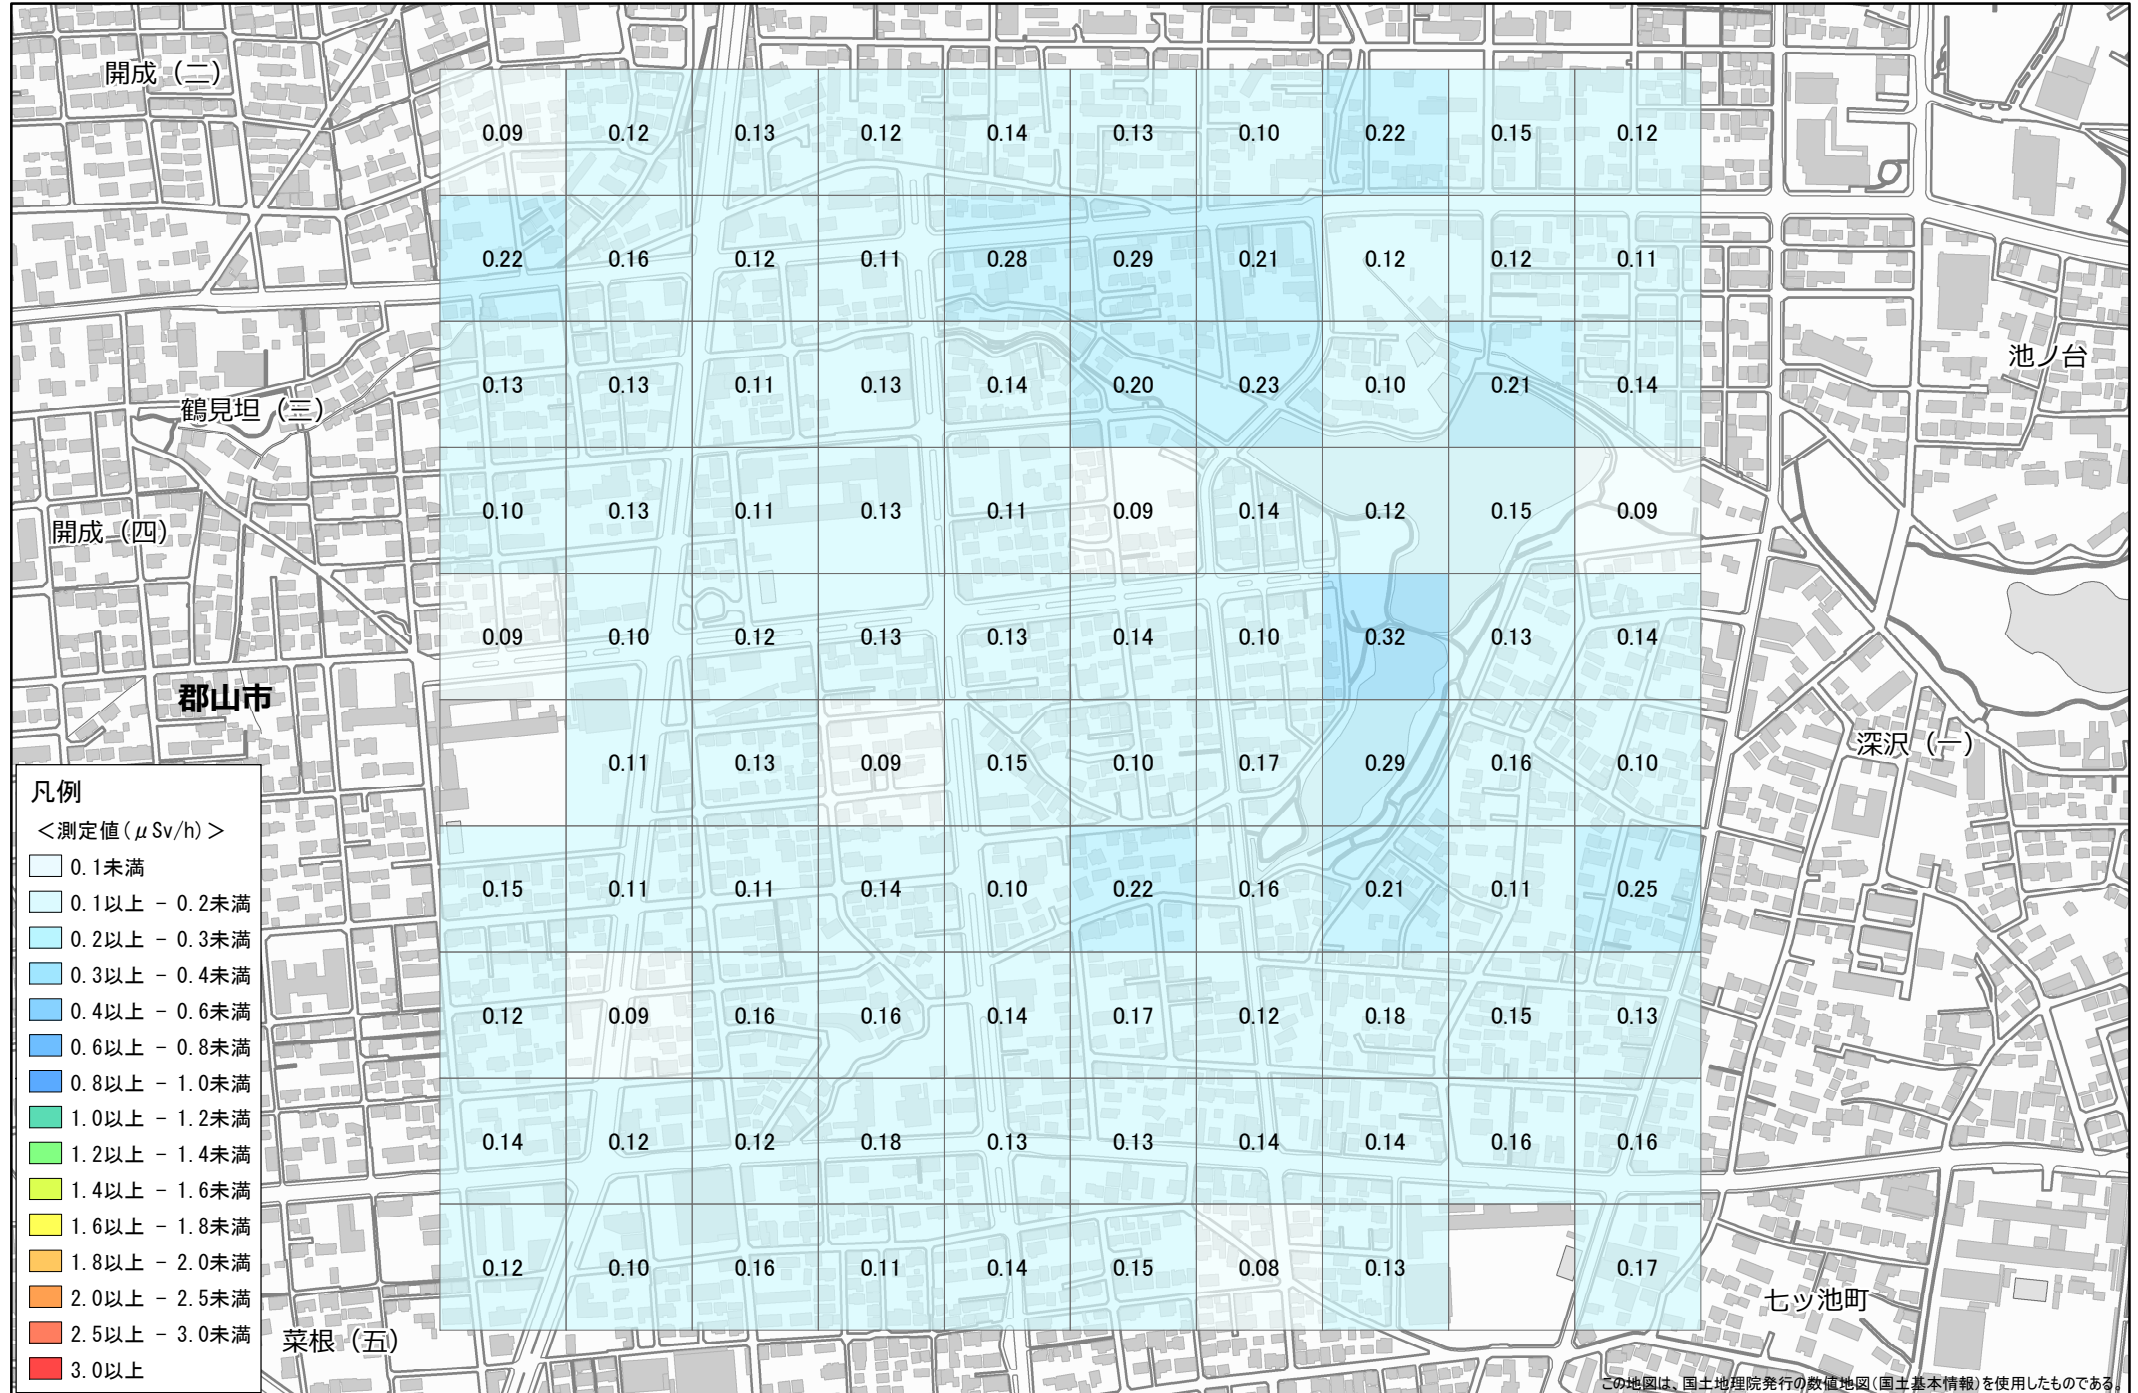 開成（二）
0.09 0.12 0.13 0.12 0.14 0.13 0.10 0.22 0.15 0.12
0.22 0.16 0.12 0.11 0.28 0.29 0.21 0.12 0.12 0.11
池ノ台
0.13 0.13 0.11 0.13 0.14 0.20 0.23 0.10 0.21 0.14
鶴見坦（三）
0.10 0.13 0.11 0.13 0.11 0.09 0.14 0.12 0.15 0.09
開成（四）
0.09 0.10 0.12 0.13 0.13 0.14 0.10 0.32 0.13 0.14
郡山市
深沢（一）
0.11 0.13 0.09 0.15 0.10 0.17 0.29 0.16 0.10
0.15 0.11 0.11 0.14 0.10 0.22 0.16 0.21 0.11 0.25
0.12 0.09 0.16 0.16 0.14 0.17 0.12 0.18 0.15 0.13
0.14 0.12 0.12 0.18 0.13 0.13 0.14 0.14 0.16 0.16
0.12 0.10 0.16 0.11 0.14 0.15 0.08 0.13 0.17
七ッ池町
菜根（五）
凡例
＜測定値（μSv/h）＞
0.1未満
0.1以上 － 0.2未満
0.2以上 － 0.3未満
0.3以上 － 0.4未満
0.4以上 － 0.6未満
0.6以上 － 0.8未満
0.8以上 － 1.0未満
1.0以上 － 1.2未満
1.2以上 － 1.4未満
1.4以上 － 1.6未満
1.6以上 － 1.8未満
1.8以上 － 2.0未満
2.0以上 － 2.5未満
2.5以上 － 3.0未満
3.0以上
この地図は、国土地理院発行の数値地図（国土基本情報）を使用したものである。